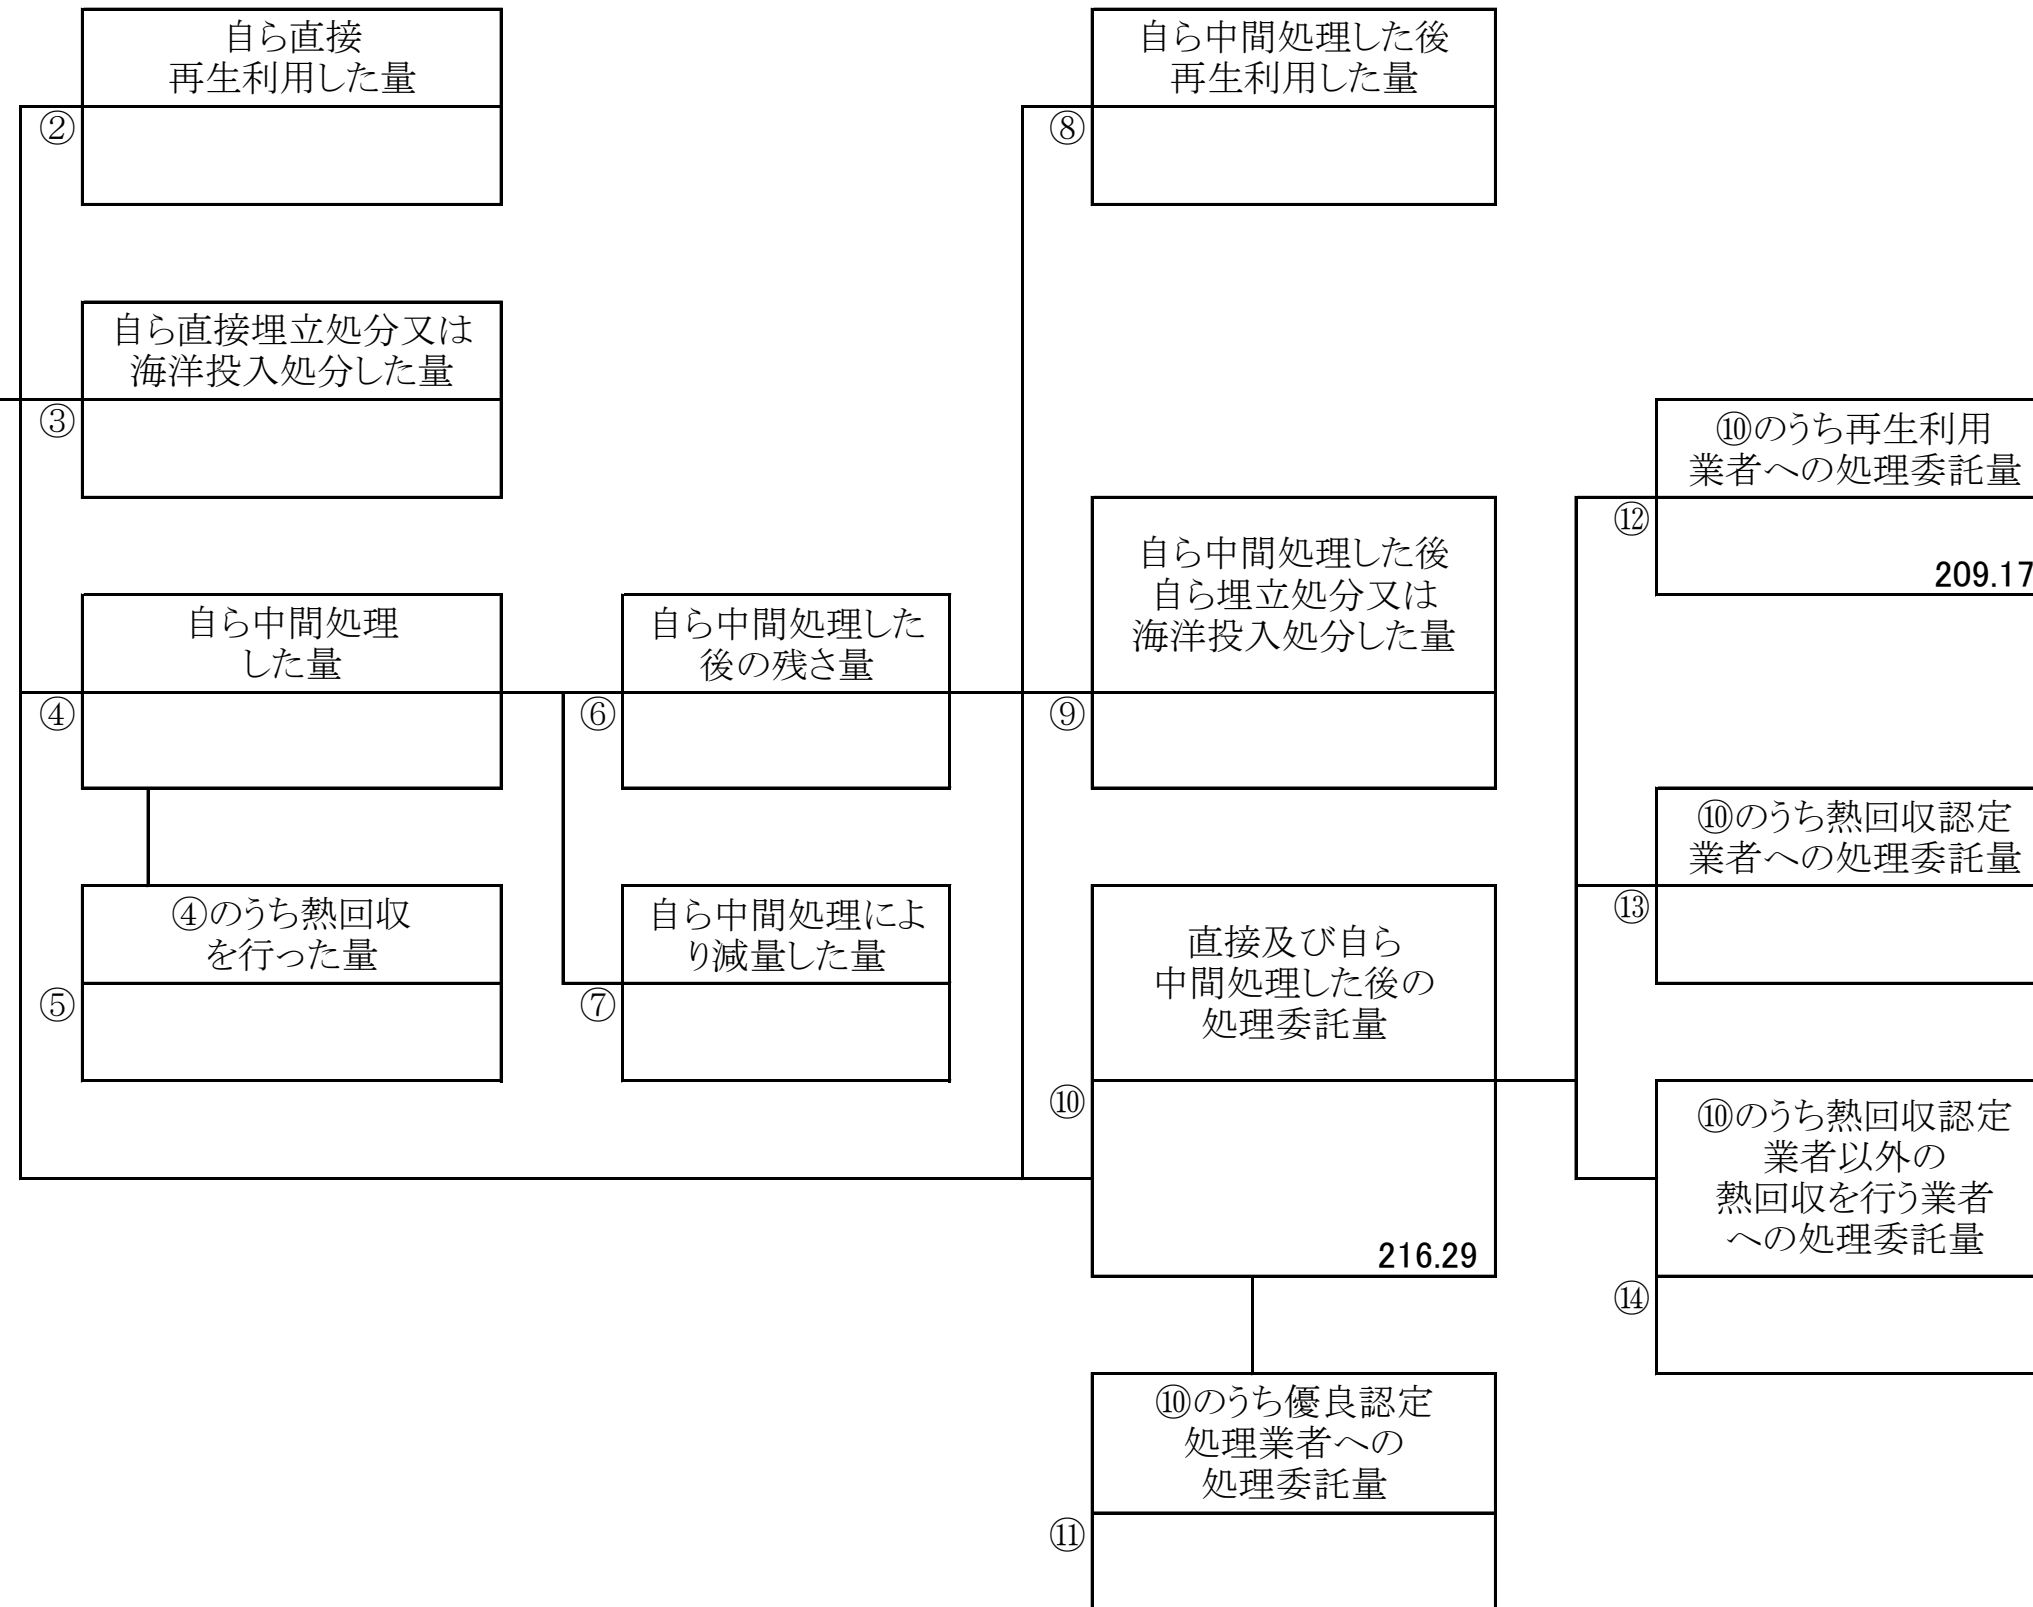 自ら直接
再生利用した量
②
自ら直接埋立処分又は
海洋投入処分した量
③
自ら中間処理
した量
④
④のうち熱回収
を行った量
⑤
自ら中間処理した
後の残さ量
⑥
自ら中間処理によ
り減量した量
⑦
自ら中間処理した後
再生利用した量
⑧
自ら中間処理した後
自ら埋立処分又は
海洋投入処分した量
⑨
直接及び自ら
中間処理した後の
処理委託量
⑩
216.29
⑩のうち優良認定
処理業者への
処理委託量
⑪
⑩のうち再生利用
業者への処理委託量
⑫
209.17
⑩のうち熱回収認定
業者への処理委託量
⑬
⑩のうち熱回収認定
業者以外の
熱回収を行う業者
への処理委託量
⑭